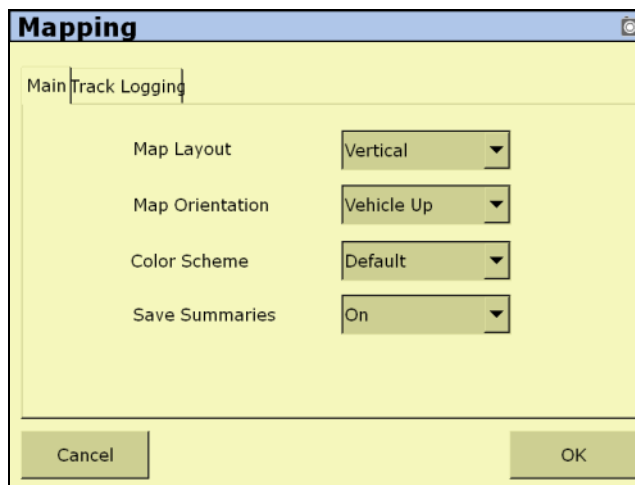 Mapping
Main Track Logging
Map Layout Vertical
Map Orientation Vehicle Up
Color Scheme Default
Save Summaries On
Cancel OK